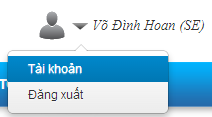 Võ Đình Hoan (SE)
Tài khoản
Đăng xuất